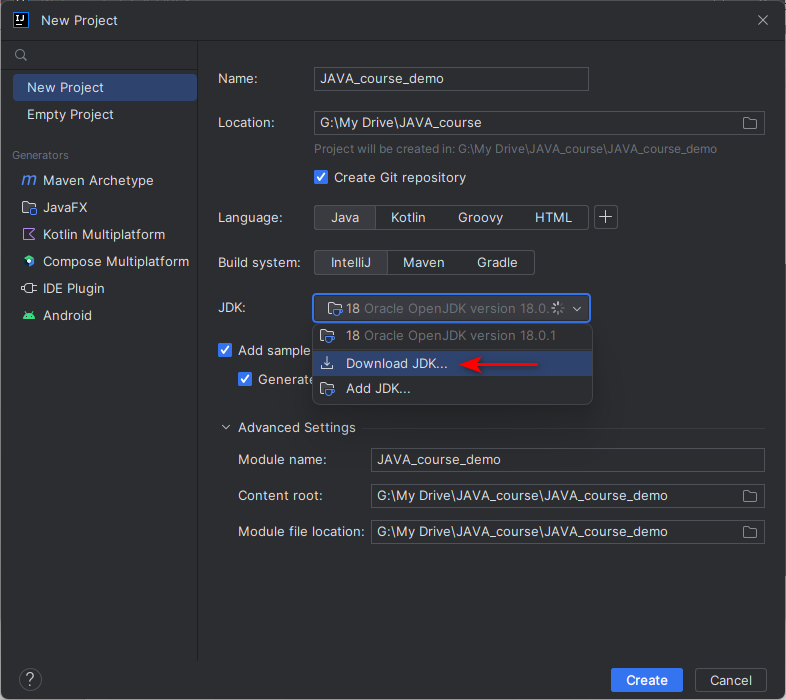 New Project
New Project
Empty Project
Generators
Maven Archetype
JavaFX
Kotlin Multiplatform
Compose Multiplatform
IDE Plugin
Android
Name: JAVA_course_demo
Location: G:\My Drive\JAVA_course
Project will be created in: G:\My Drive\JAVA_course\JAVA_course_demo
Create Git repository
Language: Java Kotlin Groovy HTML +
Build system: IntelliJ Maven Gradle
JDK: 18 Oracle OpenJDK version 18.0.
18 Oracle OpenJDK version 18.0.1
Add sample
Download JDK...
Generate
Add JDK...
Advanced Settings
Module name: JAVA_course_demo
Content root: G:\My Drive\JAVA_course\JAVA_course_demo
Module file location: G:\My Drive\JAVA_course\JAVA_course_demo
? Create Cancel